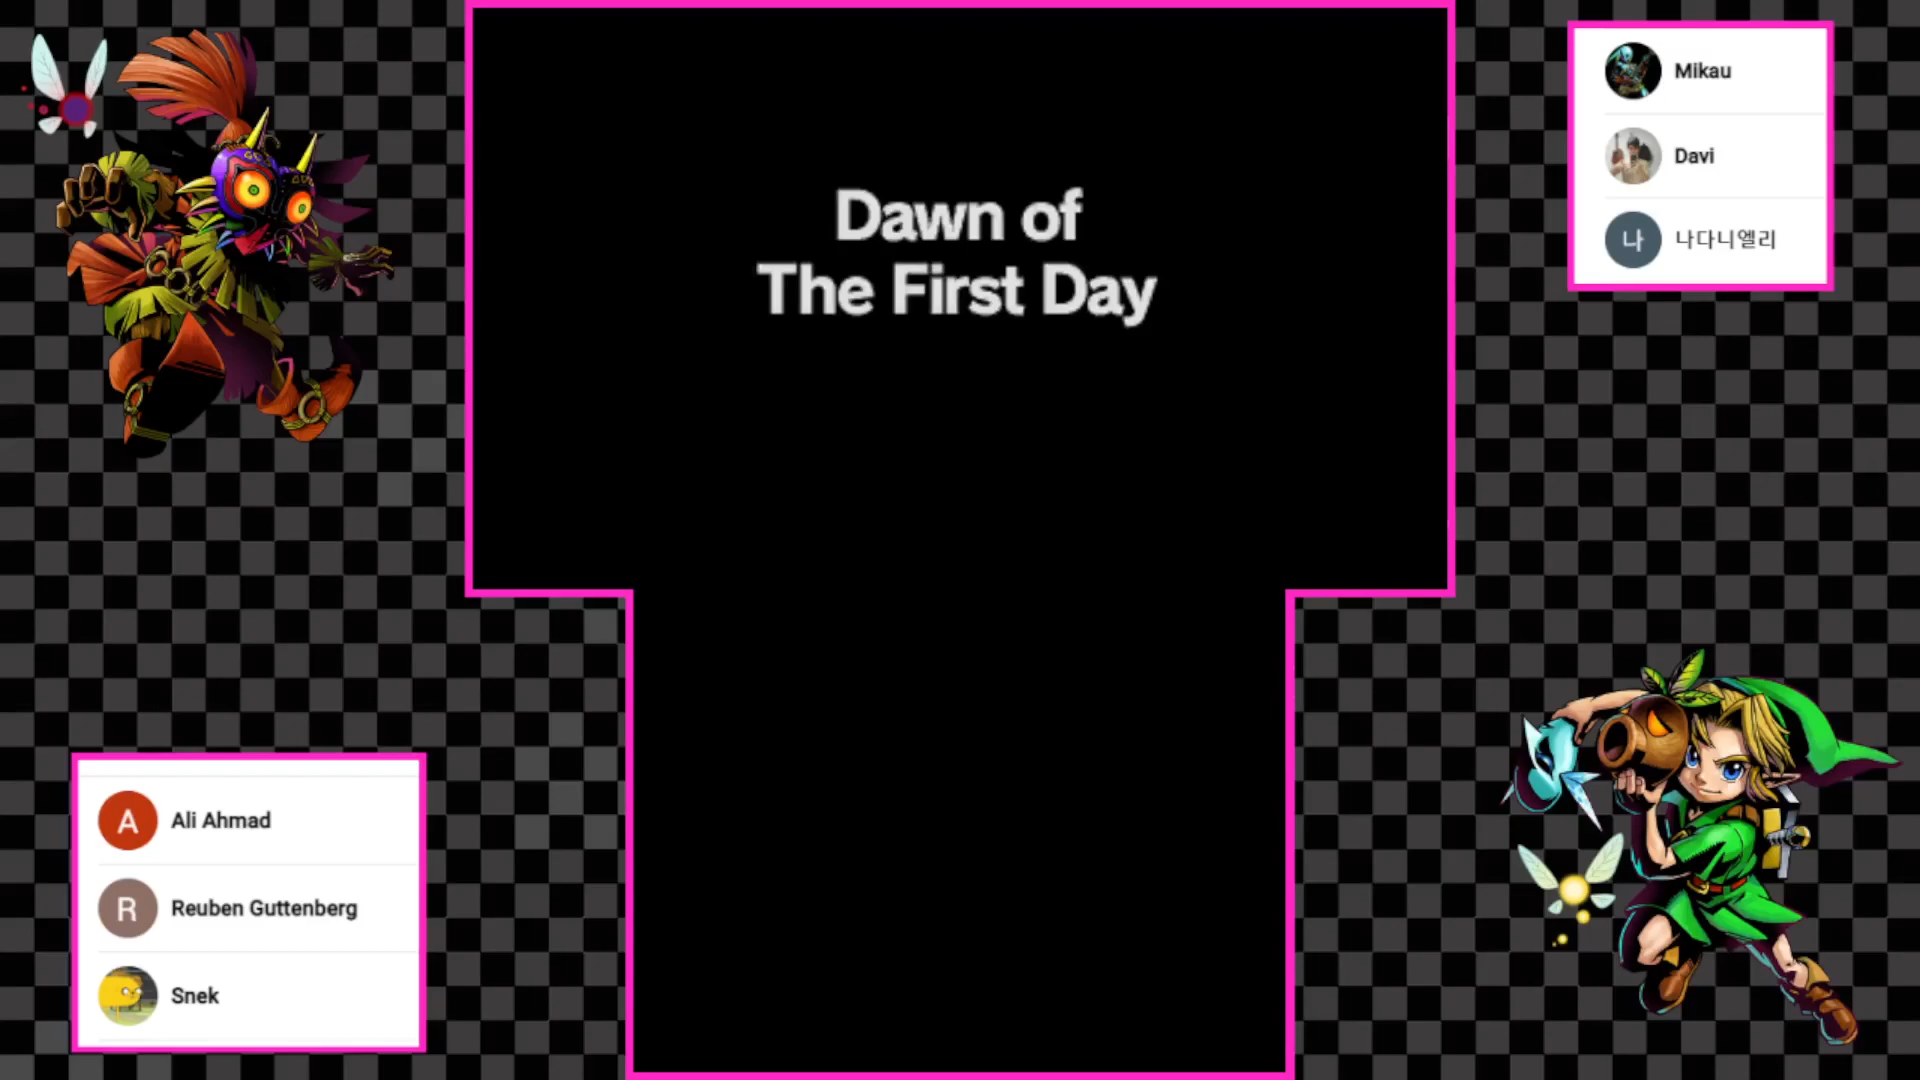 Dawn of
The First Day
Mikau
Davi
나
나다니엘리
A
Ali Ahmad
R
Reuben Guttenberg
Snek